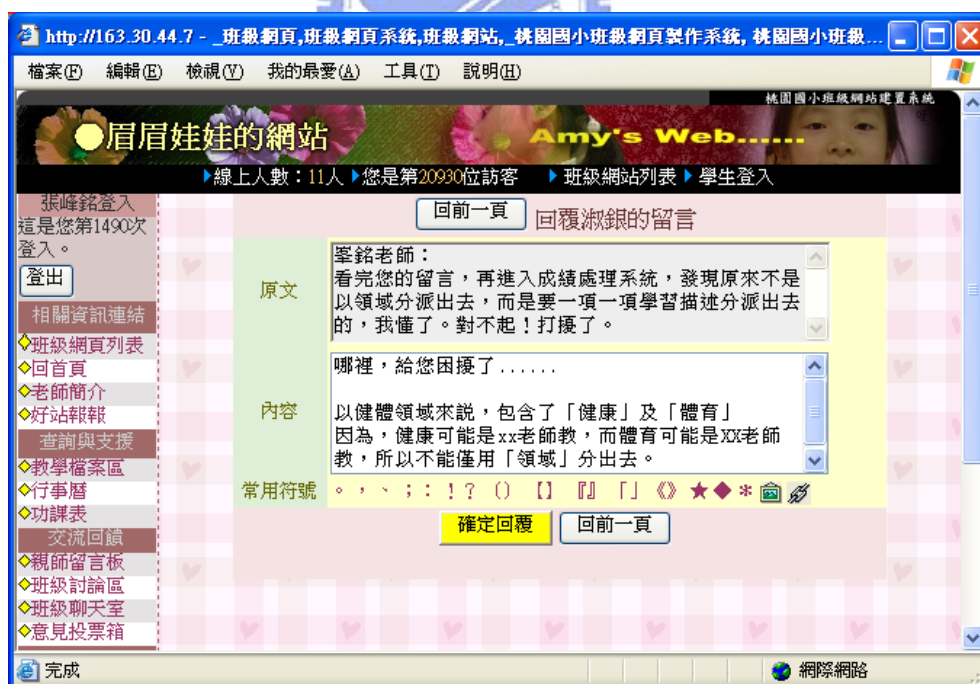 http://163.30.44.7 - _班級網頁,班級網頁系統,班級網站,_桃園國小班級網頁製作系統, 桃園國小班級...
檔案(F) 編輯(E) 檢視(V) 我的最愛(A) 工具(T) 說明(H)
桃園國小班級網站建置系統
●眉眉娃娃的網站
Amy's Web......
線上人數：11人 您是第20930位訪客 班級網站列表 學生登入
張峰銘登入
這是您第1490次
登入。
登出
相關資訊連結
◇班級網頁列表
◇回首頁
◇老師簡介
◇好站報報
查詢與支援
◇教學檔案區
◇行事曆
◇功課表
交流回饋
◇親師留言板
◇班級討論區
◇班級聊天室
◇意見投票箱
回前一頁 回覆淑銀的留言
原文
峯銘老師：
看完您的留言，再進入成績處理系統，發現原來不是
以領域分派出去，而是要一項一項學習描述分派出去
的，我懂了。對不起！打擾了。
內容
哪裡，給您困擾了......
以健體領域來說，包含了「健康」及「體育」
因為，健康可能是xx老師教，而體育可能是XX老師
教，所以不能僅用「領域」分出去。
常用符號 。 ， 、 ； ： ！ ？ （） 【】 『』 「」 《》 ★ ◆ *
確定回覆 回前一頁
完成
網際網路